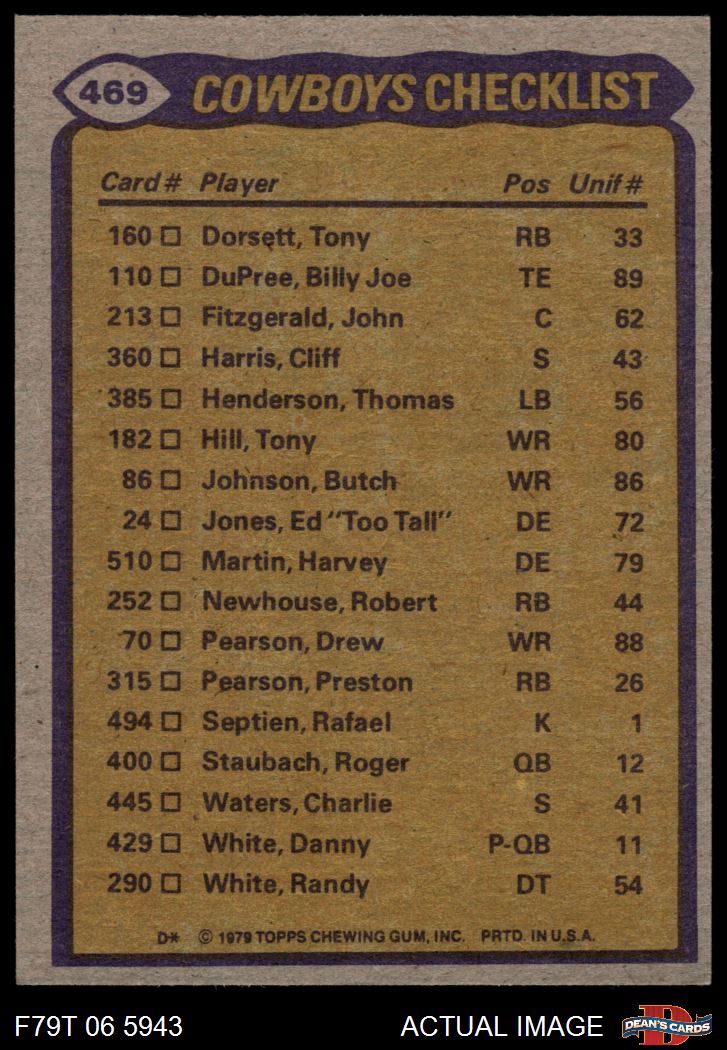 469 COWBOYS CHECKLIST
Card # Player Pos Unif #
160 Dorsett, Tony RB 33
110 DuPree, Billy Joe TE 89
213 Fitzgerald, John C 62
360 Harris, Cliff S 43
385 Henderson, Thomas LB 56
182 Hill, Tony WR 80
86 Johnson, Butch WR 86
24 Jones, Ed "Too Tall" DE 72
510 Martin, Harvey DE 79
252 Newhouse, Robert RB 44
70 Pearson, Drew WR 88
315 Pearson, Preston RB 26
494 Septien, Rafael K 1
400 Staubach, Roger QB 12
445 Waters, Charlie S 41
429 White, Danny P-QB 11
290 White, Randy DT 54
D* © 1979 TOPPS CHEWING GUM, INC. PRTD. IN U.S.A.
F79T 06 5943 ACTUAL IMAGE D DEAN'S CARDS